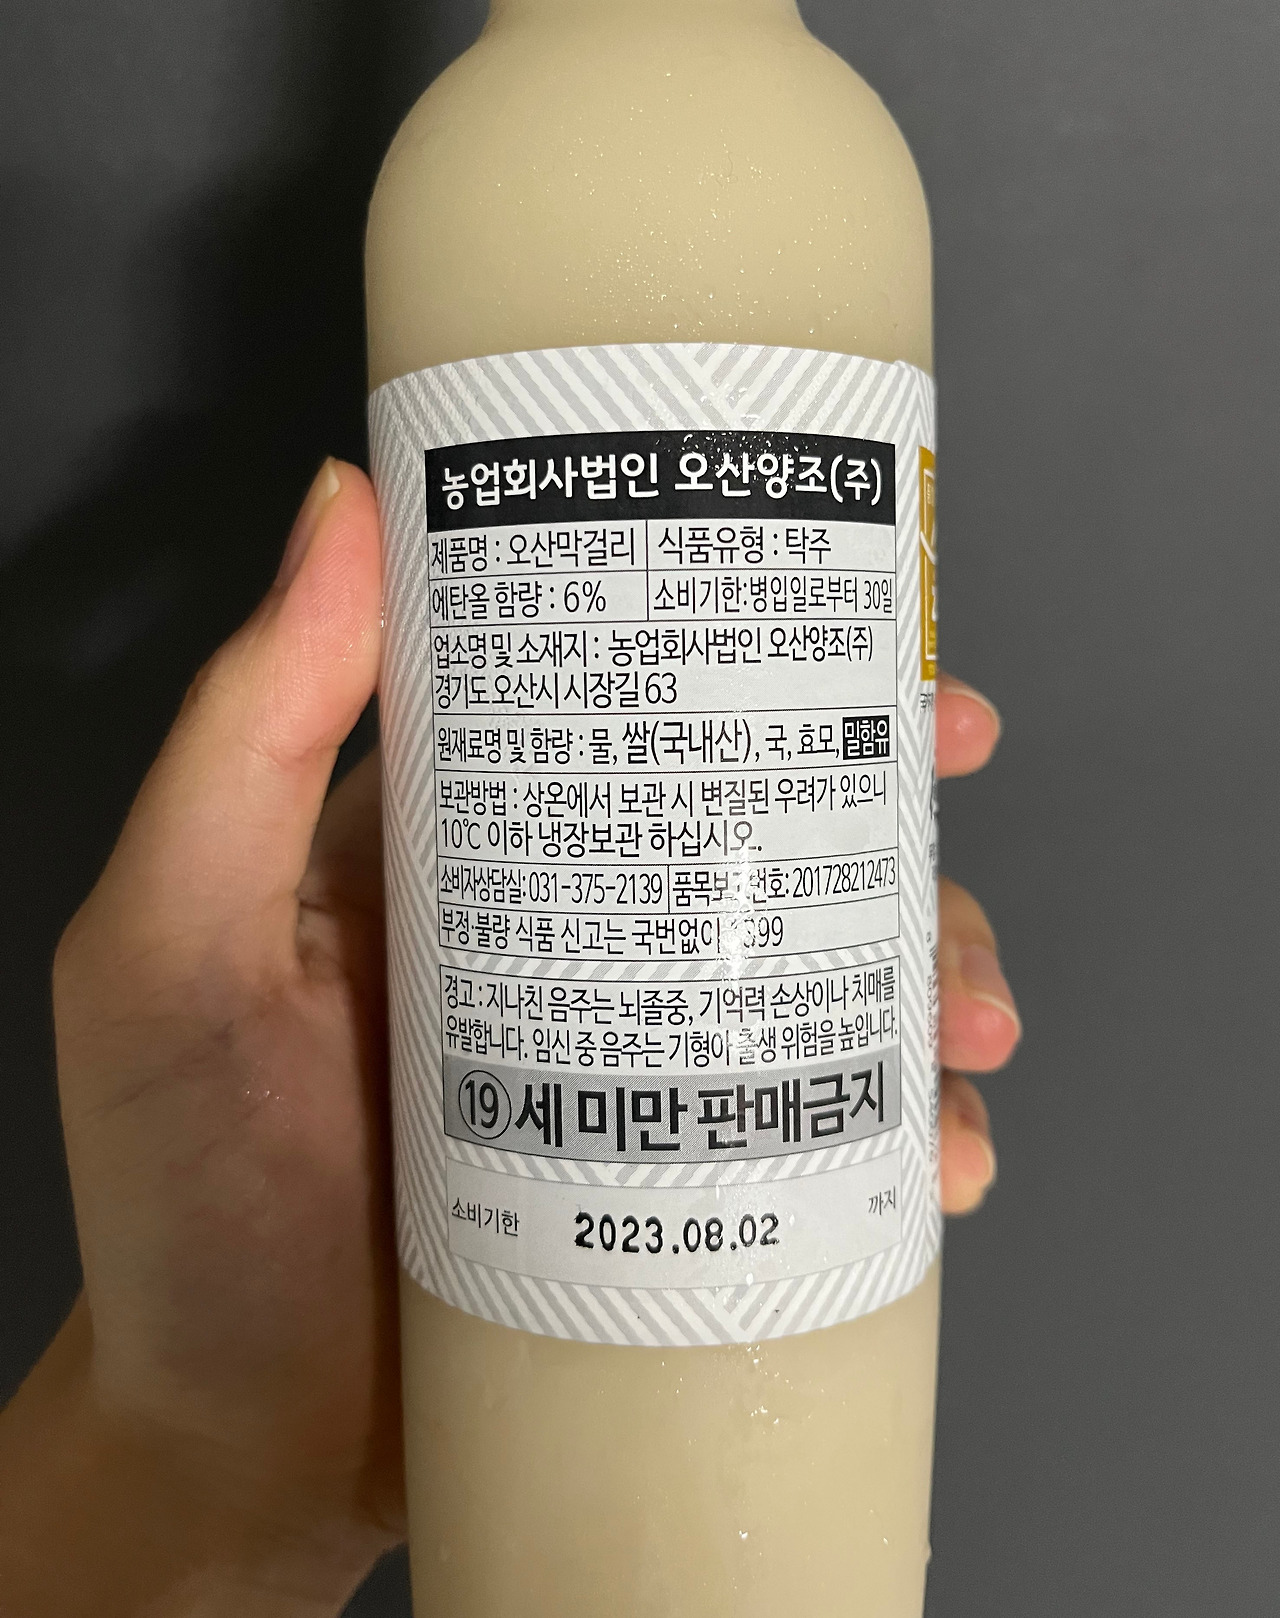 농업회사법인 오산양조(주)
제품명 : 오산막걸리 식품유형 : 탁주
에탄올 함량 : 6% 소비기한:병입일로부터 30일
업소명 및 소재지 : 농업회사법인 오산양조(주)
경기도 오산시 시장길 63
원재료명 및 함량 : 물, 쌀(국내산), 국, 효모, 밀함유
보관방법 : 상온에서 보관 시 변질된 우려가 있으니
10℃ 이하 냉장보관 하십시오.
소비자상담실:031-375-2139 품목보고번호:201728212473
부정·불량 식품 신고는 국번없이
경고 : 지나친 음주는 뇌졸중, 기억력 손상이나 치매를
유발합니다. 임신 중 음주는 기형아 출생 위험을 높입니다.
⑲세 미만 판매금지
소비기한 2023.08.02 까지